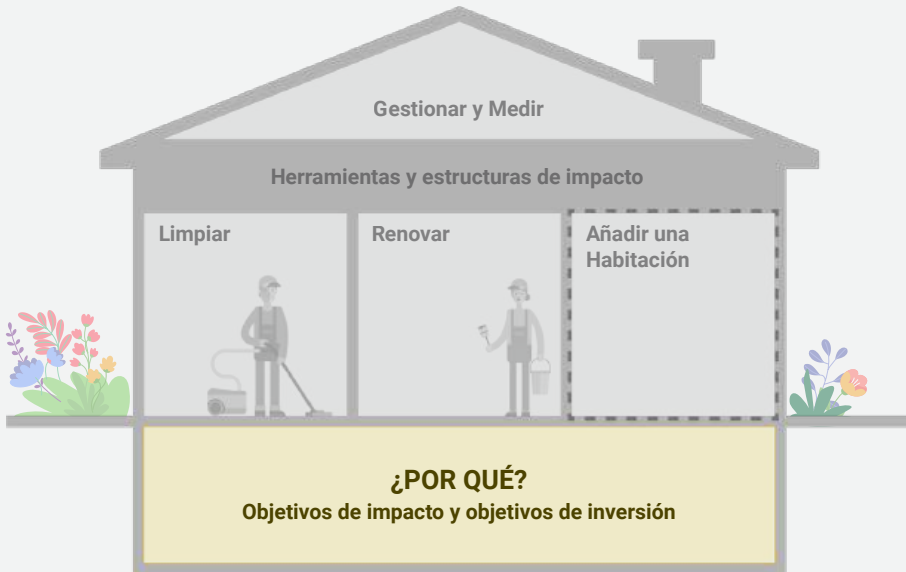 Gestionar y Medir
Herramientas y estructuras de impacto
Limpiar
Renovar
Añadir una
Habitación
¿POR QUÉ?
Objetivos de impacto y objetivos de inversión